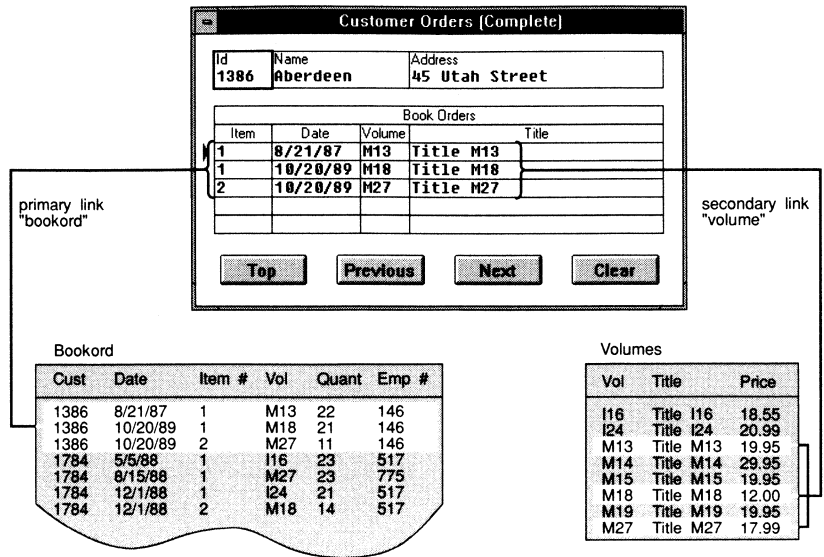 Customer Orders (Complete)
Id Name Address
1386 Aberdeen 45 Utah Street
Book Orders
Item Date Volume Title
1 8/21/87 M13 Title M13
1 10/20/89 M18 Title M18
2 10/20/89 M27 Title M27
primary link
"bookord"
secondary link
"volume"
Top Previous Next Clear
Bookord
Cust Date Item # Vol Quant Emp #
1386 8/21/87 1 M13 22 146
1386 10/20/89 1 M18 21 146
1386 10/20/89 2 M27 11 146
1784 5/5/88 1 I16 23 517
1784 8/15/88 1 M27 23 775
1784 12/1/88 1 I24 21 517
1784 12/1/88 2 M18 14 517
Volumes
Vol Title Price
I16 Title I16 18.55
I24 Title I24 20.99
M13 Title M13 19.95
M14 Title M14 29.95
M15 Title M15 19.95
M18 Title M18 12.00
M19 Title M19 19.95
M27 Title M27 17.99